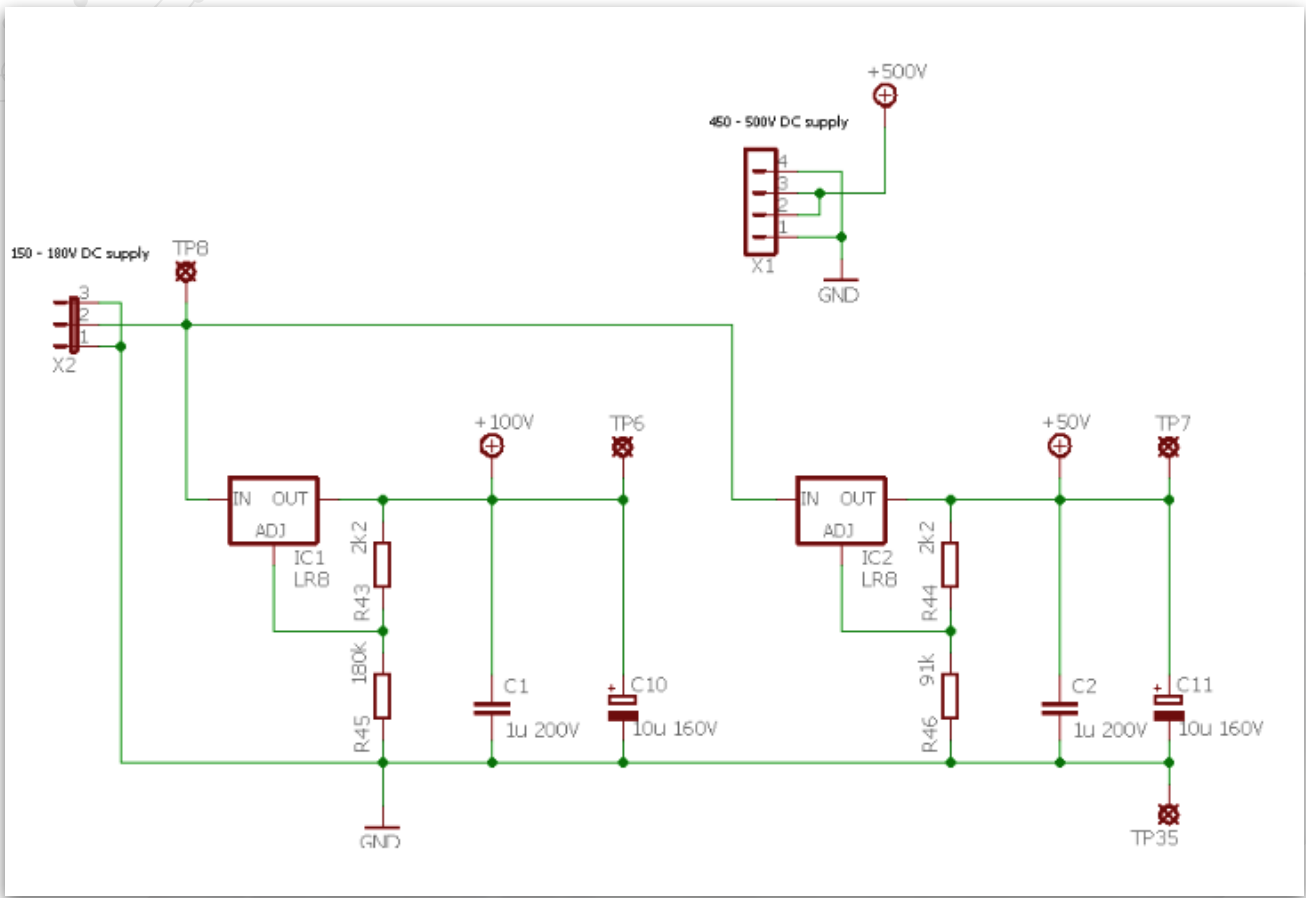 +500V
450 - 500V DC supply
4
3
2
1
X1
GND
150 - 180V DC supply
TP8
3
2
1
X2
+100V
TP6
IN OUT
ADJ
IC1
LR8
2k2
R43
180k
R45
C1
1u 200V
+
C10
10u 160V
GND
+50V
TP7
IN OUT
ADJ
IC2
LR8
2k2
R44
91k
R46
C2
1u 200V
+
C11
10u 160V
TP35